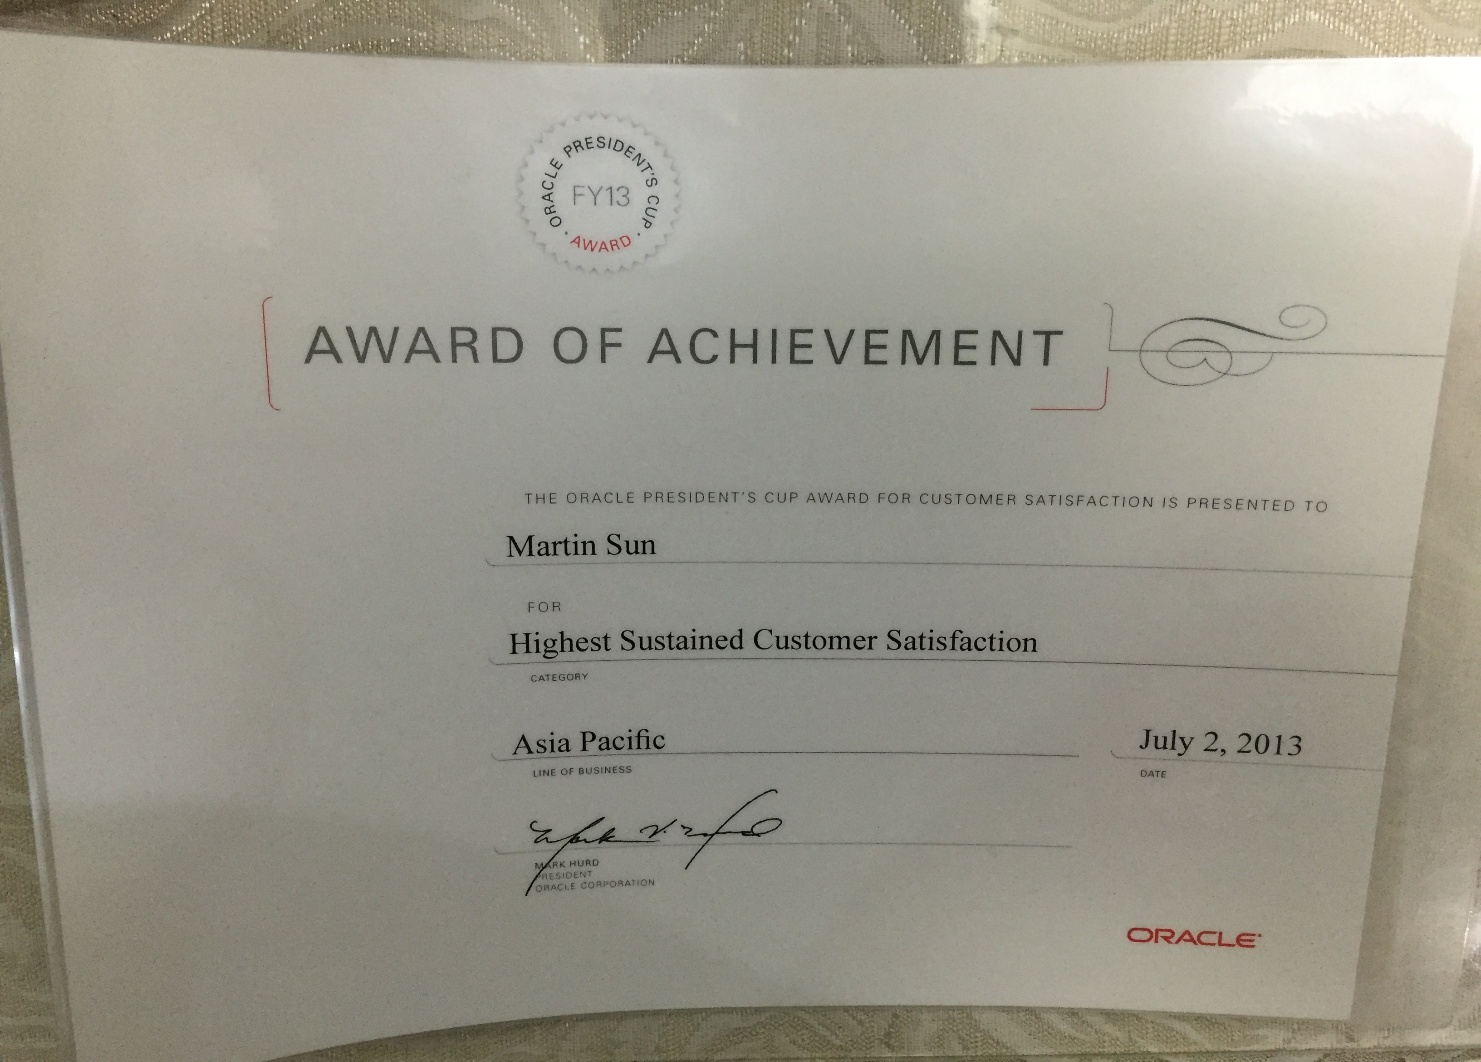 ORACLE PRESIDENT'S CUP
FY13
· AWARD ·
AWARD OF ACHIEVEMENT
THE ORACLE PRESIDENT'S CUP AWARD FOR CUSTOMER SATISFACTION IS PRESENTED TO
Martin Sun
FOR
Highest Sustained Customer Satisfaction
CATEGORY
Asia Pacific
July 2, 2013
LINE OF BUSINESS
DATE
Mark V. Hurd
MARK HURD
PRESIDENT
ORACLE CORPORATION
ORACLE